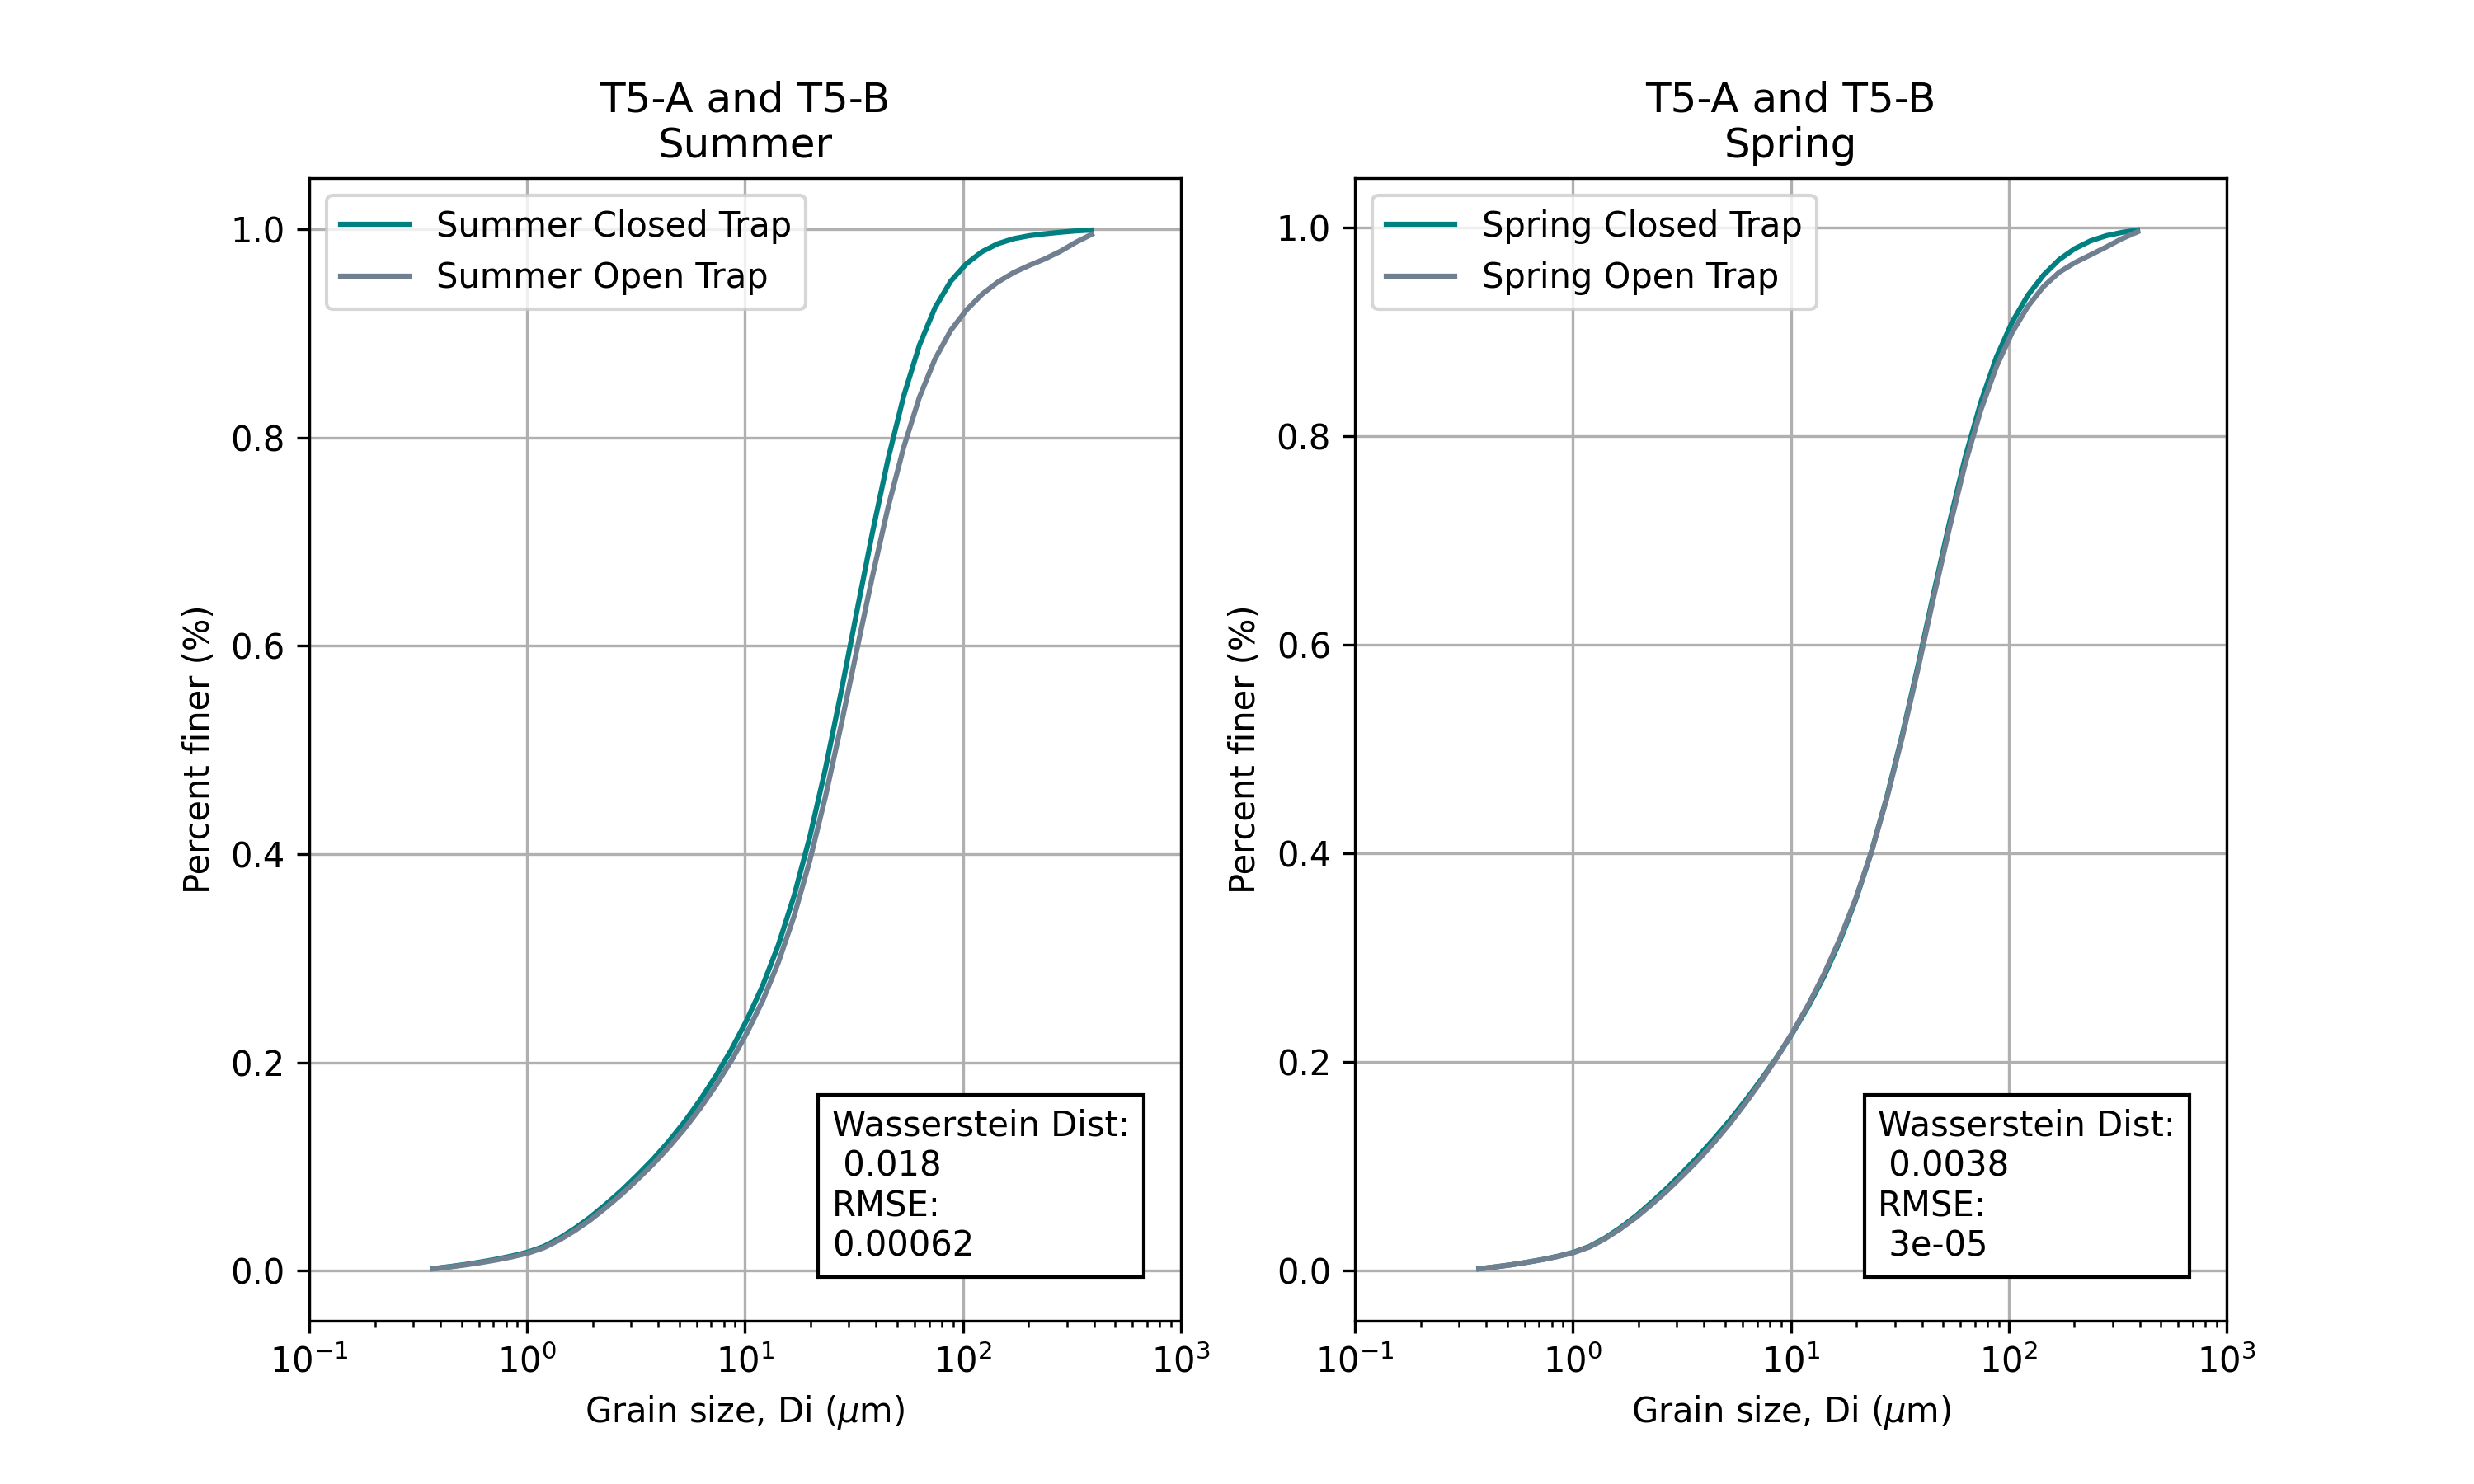 T5-A and T5-B
Summer
Summer Closed Trap
Summer Open Trap
1.0
0.8
0.6
0.4
0.2
0.0
Percent finer (%)
Wasserstein Dist:
0.018
RMSE:
0.00062
10⁻¹ 10⁰ 10¹ 10² 10³
Grain size, Di (μm)
T5-A and T5-B
Spring
Spring Closed Trap
Spring Open Trap
1.0
0.8
0.6
0.4
0.2
0.0
Percent finer (%)
Wasserstein Dist:
0.0038
RMSE:
3e-05
10⁻¹ 10⁰ 10¹ 10² 10³
Grain size, Di (μm)